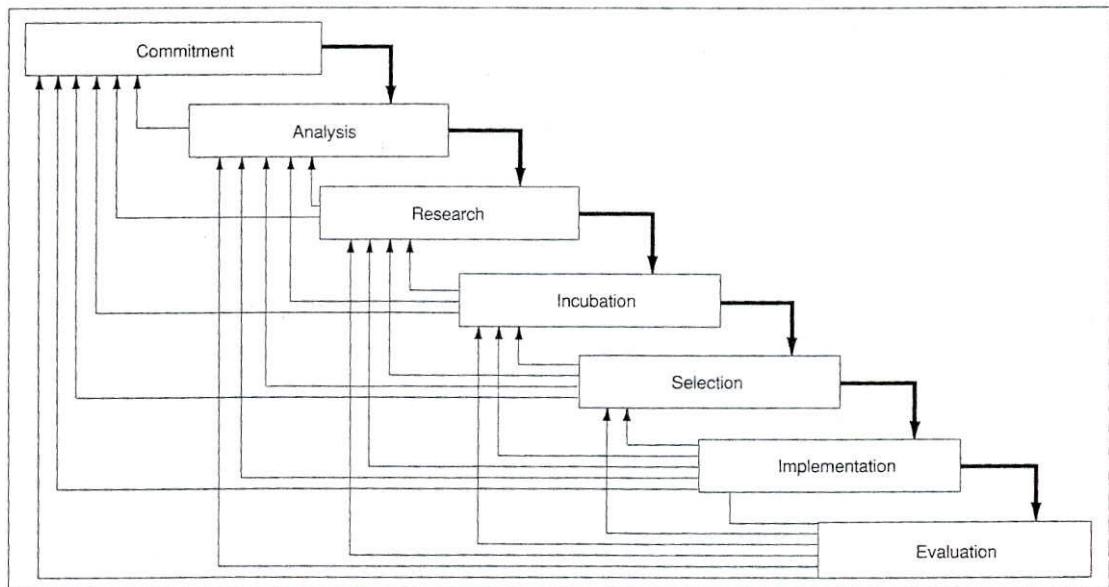 Commitment
Analysis
Research
Incubation
Selection
Implementation
Evaluation